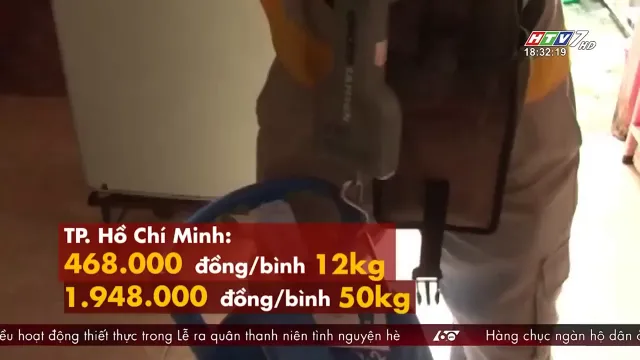 HTV7 HD
18:32:19
TP. Hồ Chí Minh:
468.000 đồng/bình 12kg
1.948.000 đồng/bình 50kg
ều hoạt động thiết thực trong Lễ ra quân thanh niên tình nguyện hè
Hàng chục ngàn hộ dân